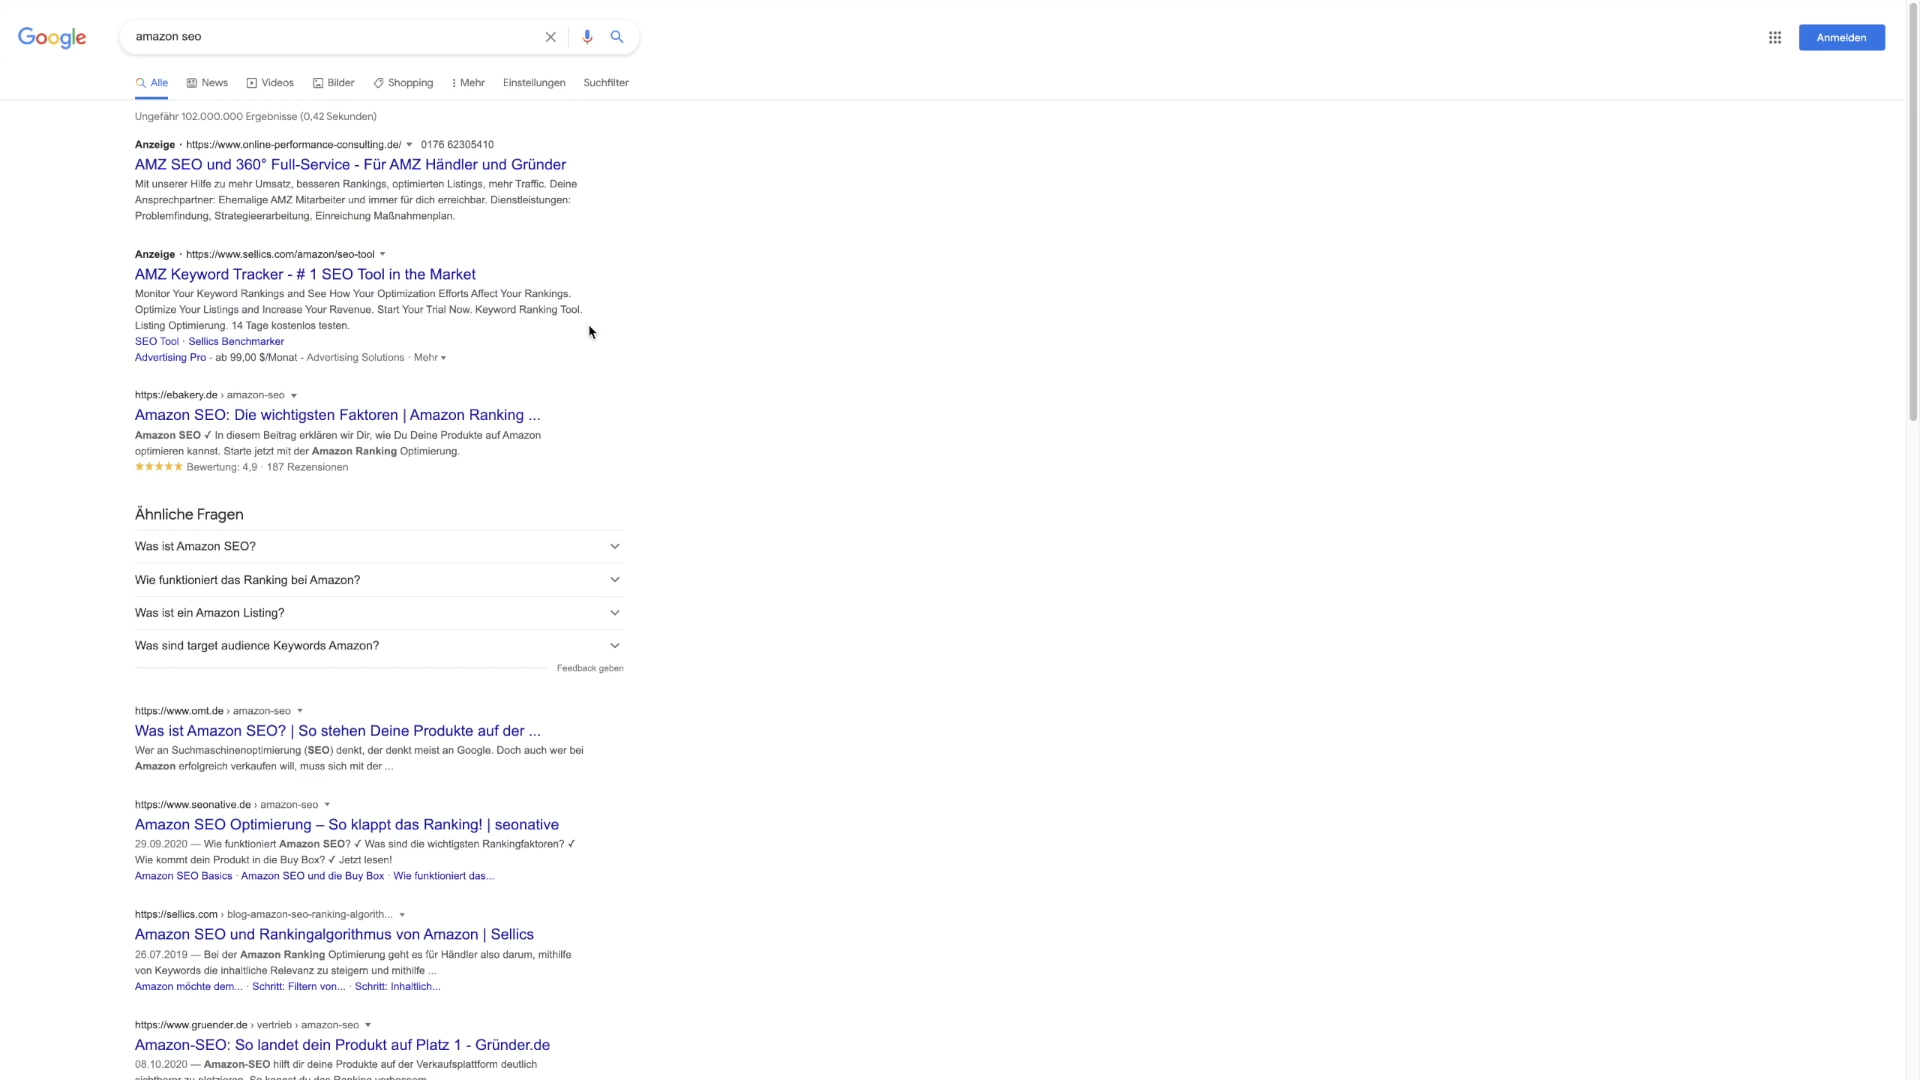 Google
amazon seo
Anmelden
Alle News Videos Bilder Shopping Mehr Einstellungen Suchfilter
Ungefähr 102.000.000 Ergebnisse (0,42 Sekunden)
Anzeige · https://www.online-performance-consulting.de/ 0176 62305410
AMZ SEO und 360° Full-Service - Für AMZ Händler und Gründer
Mit unserer Hilfe zu mehr Umsatz, besseren Rankings, optimierten Listings, mehr Traffic. Deine
Ansprechpartner: Ehemalige AMZ Mitarbeiter und immer für dich erreichbar. Dienstleistungen:
Problemfindung, Strategieerarbeitung, Einreichung Maßnahmenplan.
Anzeige · https://www.sellics.com/amazon/seo-tool
AMZ Keyword Tracker - # 1 SEO Tool in the Market
Monitor Your Keyword Rankings and See How Your Optimization Efforts Affect Your Rankings.
Optimize Your Listings and Increase Your Revenue. Start Your Trial Now. Keyword Ranking Tool.
Listing Optimierung. 14 Tage kostenlos testen.
SEO Tool · Sellics Benchmarker
Advertising Pro - ab 99,00 $/Monat - Advertising Solutions · Mehr
https://ebakery.de › amazon-seo
Amazon SEO: Die wichtigsten Faktoren | Amazon Ranking ...
Amazon SEO ✓ In diesem Beitrag erklären wir Dir, wie Du Deine Produkte auf Amazon
optimieren kannst. Starte jetzt mit der Amazon Ranking Optimierung.
★★★★★ Bewertung: 4,9 · 187 Rezensionen
Ähnliche Fragen
Was ist Amazon SEO?
Wie funktioniert das Ranking bei Amazon?
Was ist ein Amazon Listing?
Was sind target audience Keywords Amazon?
Feedback geben
https://www.omt.de › amazon-seo
Was ist Amazon SEO? | So stehen Deine Produkte auf der ...
Wer an Suchmaschinenoptimierung (SEO) denkt, der denkt meist an Google. Doch auch wer bei
Amazon erfolgreich verkaufen will, muss sich mit der ...
https://www.seonative.de › amazon-seo
Amazon SEO Optimierung – So klappt das Ranking! | seonative
29.09.2020 — Wie funktioniert Amazon SEO? ✓ Was sind die wichtigsten Rankingfaktoren? ✓
Wie kommt dein Produkt in die Buy Box? ✓ Jetzt lesen!
Amazon SEO Basics · Amazon SEO und die Buy Box · Wie funktioniert das...
https://sellics.com › blog-amazon-seo-ranking-algorith...
Amazon SEO und Rankingalgorithmus von Amazon | Sellics
26.07.2019 — Bei der Amazon Ranking Optimierung geht es für Händler also darum, mithilfe
von Keywords die inhaltliche Relevanz zu steigern und mithilfe ...
Amazon möchte dem... · Schritt: Filtern von... · Schritt: Inhaltlich...
https://www.gruender.de › vertrieb › amazon-seo
Amazon-SEO: So landet dein Produkt auf Platz 1 - Gründer.de
08.10.2020 — Amazon-SEO hilft dir deine Produkte auf der Verkaufsplattform deutlich